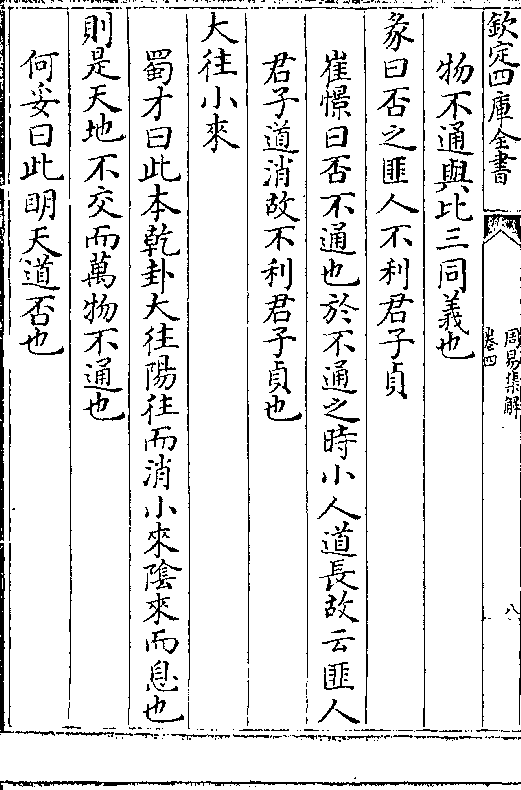 欽定四庫全書
周易集解
卷四
八
物不通與比三同義也
彖曰否之匪人不利君子貞
崔憬曰否不通也於不通之時小人道長故云匪人
君子道消故不利君子貞也
大往小來
蜀才曰此本乾卦大往陽往而消小來陰來而息也
則是天地不交而萬物不通也
何妥曰此明天道否也